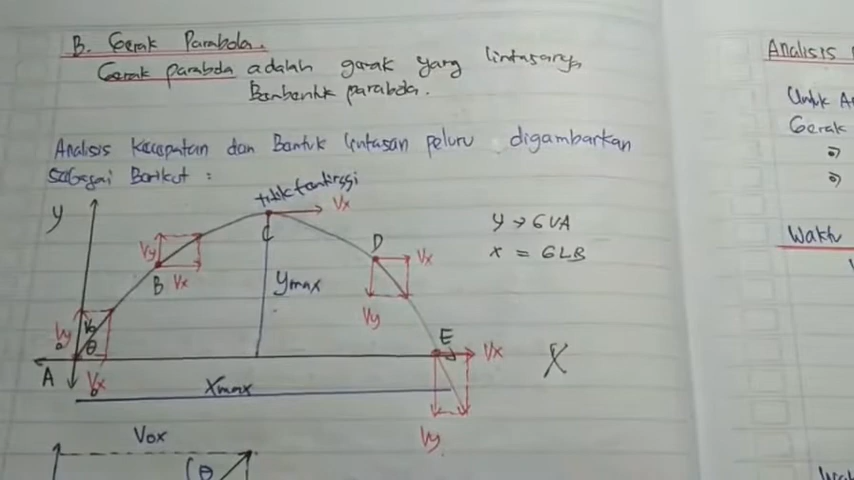 B. Gerak Parabola.
Gerak parabola adalah gerak yang lintasannya
Berbentuk parabola.
Analisis Kecepatan dan Bentuk lintasan peluru digambarkan
Sebagai Berikut :
titik tertinggi
Y
Vx
Vy
Vx
B
C
D
Vx
Vy
Ymax
y → GVA
x = GLB
Vy
V₀
θ
A
Vx
E
Vx
X
Xmax
Vy
Vox
θ
Analisis
Untuk
Gerak
⇒
⇒
Waktu